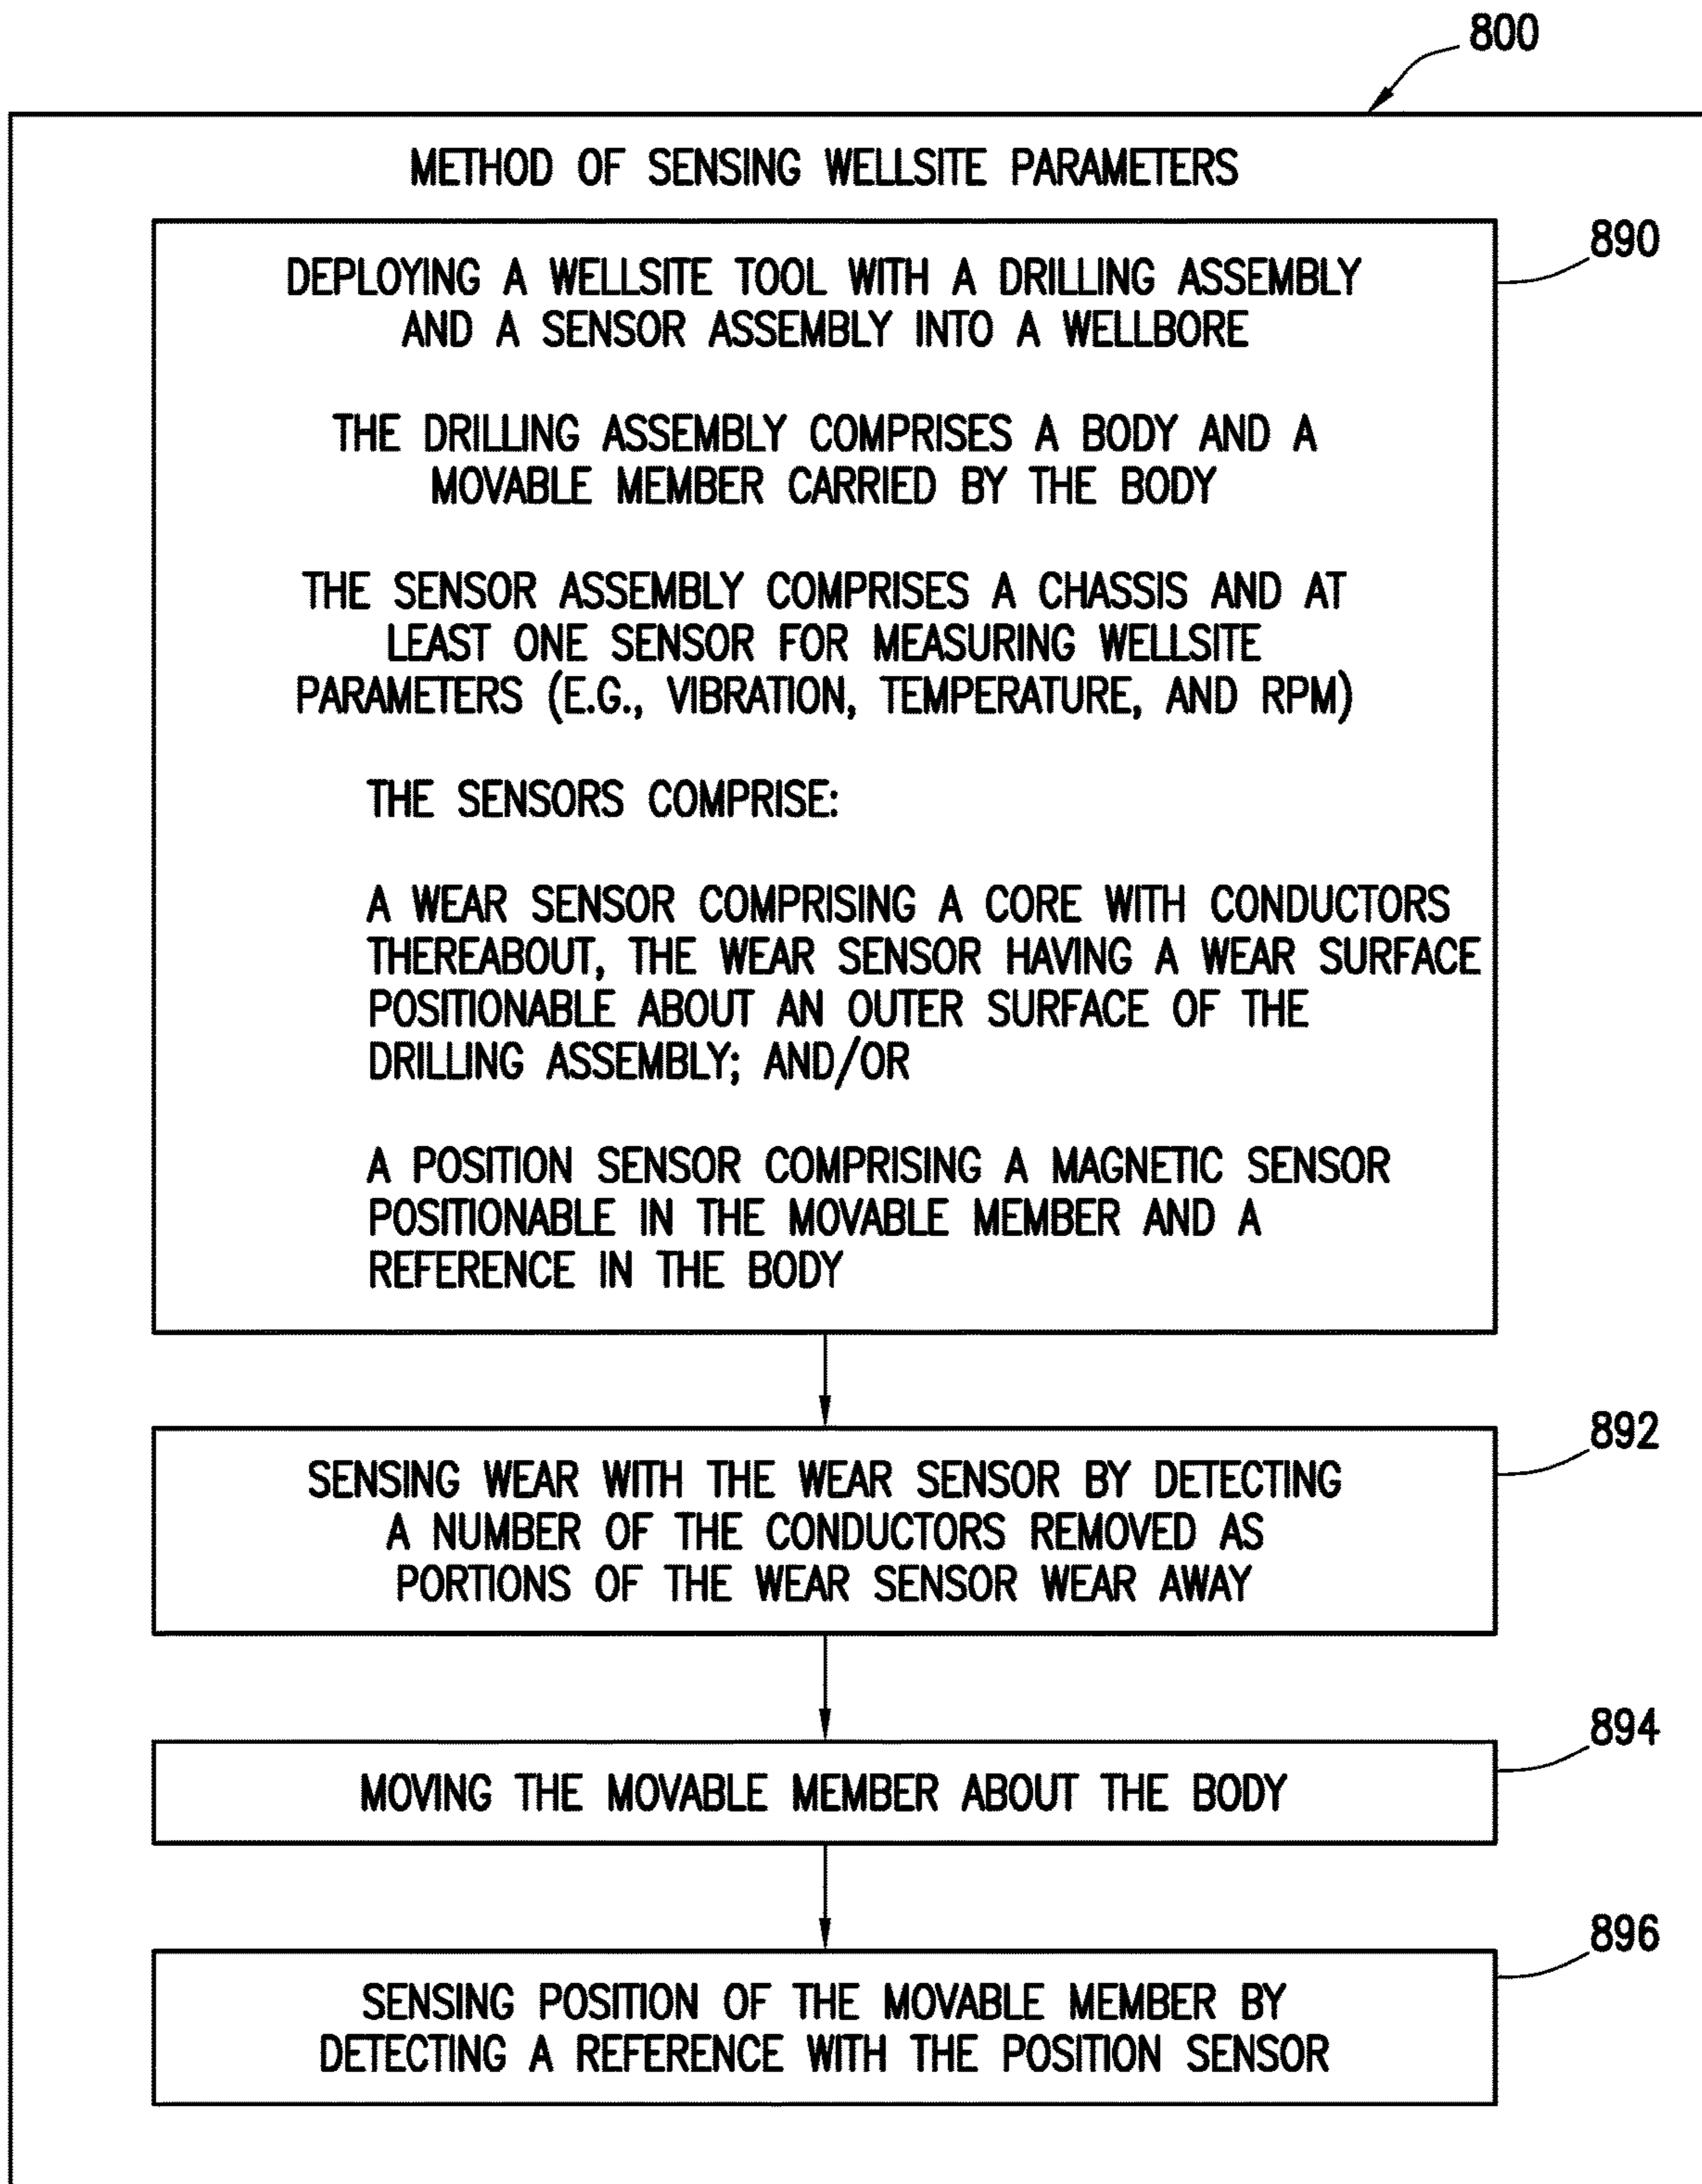 800
METHOD OF SENSING WELLSITE PARAMETERS
890
DEPLOYING A WELLSITE TOOL WITH A DRILLING ASSEMBLY
AND A SENSOR ASSEMBLY INTO A WELLBORE
THE DRILLING ASSEMBLY COMPRISES A BODY AND A
MOVABLE MEMBER CARRIED BY THE BODY
THE SENSOR ASSEMBLY COMPRISES A CHASSIS AND AT
LEAST ONE SENSOR FOR MEASURING WELLSITE
PARAMETERS (E.G., VIBRATION, TEMPERATURE, AND RPM)
THE SENSORS COMPRISE:
A WEAR SENSOR COMPRISING A CORE WITH CONDUCTORS
THEREABOUT, THE WEAR SENSOR HAVING A WEAR SURFACE
POSITIONABLE ABOUT AN OUTER SURFACE OF THE
DRILLING ASSEMBLY; AND/OR
A POSITION SENSOR COMPRISING A MAGNETIC SENSOR
POSITIONABLE IN THE MOVABLE MEMBER AND A
REFERENCE IN THE BODY
892
SENSING WEAR WITH THE WEAR SENSOR BY DETECTING
A NUMBER OF THE CONDUCTORS REMOVED AS
PORTIONS OF THE WEAR SENSOR WEAR AWAY
894
MOVING THE MOVABLE MEMBER ABOUT THE BODY
896
SENSING POSITION OF THE MOVABLE MEMBER BY
DETECTING A REFERENCE WITH THE POSITION SENSOR